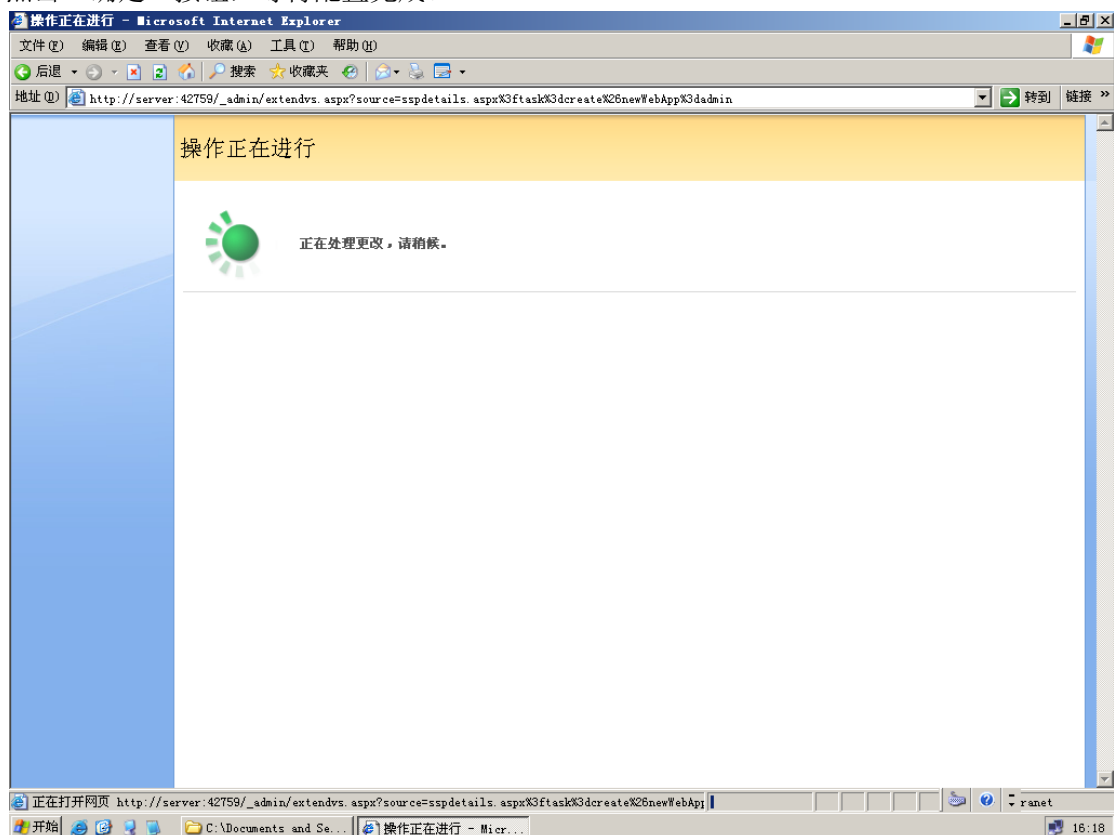 操作正在进行 - Microsoft Internet Explorer
文件(F) 编辑(E) 查看(V) 收藏(A) 工具(T) 帮助(H)
后退 搜索 收藏夹
地址(D) http://server:42759/_admin/extendvs.aspx?source=sspdetails.aspx%3ftask%3dcreate%26newWebApp%3dadmin 转到 链接 »
操作正在进行
正在处理更改，请稍候。
正在打开网页 http://server:42759/_admin/extendvs.aspx?source=sspdetails.aspx%3ftask%3dcreate%26newWebApp ranet
开始 C:\Documents and Se... 操作正在进行 - Micr... 16:18